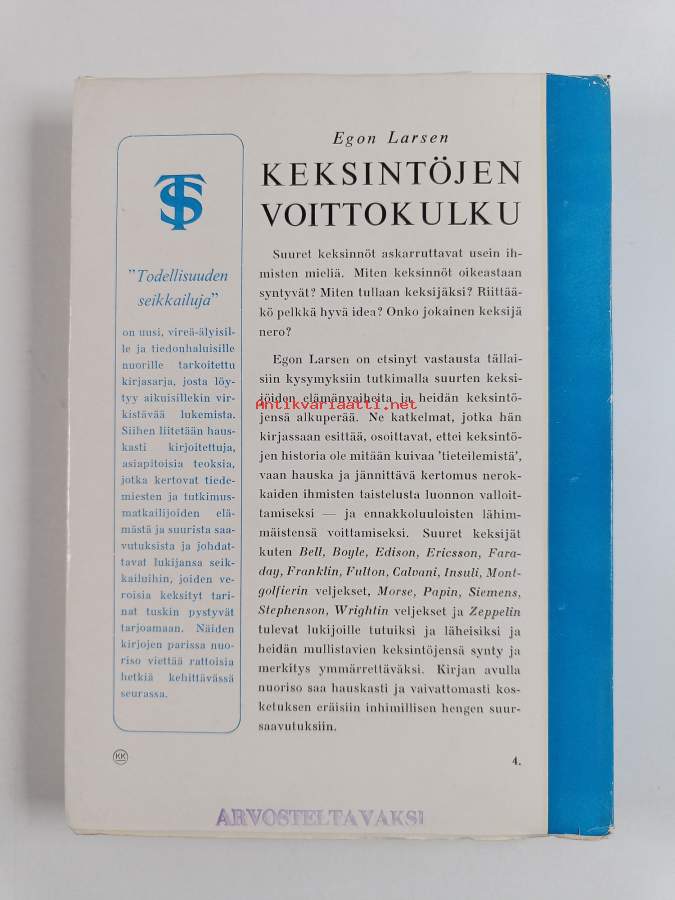 TS
"Todellisuuden
seikkailuja"
on uusi, vireä-älyisil-
le ja tiedonhaluisille
nuorille tarkoitettu
kirjasarja, josta löy-
tyy aikuisillekin vir-
kistävää lukemista.
Siihen liitetään haus-
kasti kirjoitettuja,
asiapitoisia teoksia,
jotka kertovat tiede-
miesten ja tutkimus-
matkailijoiden elä-
mästä ja suurista saa-
vutuksista ja johdat-
tavat lukijansa seik-
kailuihin, joiden ve-
roisia keksityt tari-
nat tuskin pystyvät
tarjoamaan. Näiden
kirjojen parissa nuo-
riso viettää rattoisia
hetkiä kehittävässä
seurassa.
KK
Egon Larsen
KEKSINTÖJEN
VOITTOKULKU
Suuret keksinnöt askarruttavat usein ih-
misten mieliä. Miten keksinnöt oikeastaan
syntyvät? Miten tullaan keksijäksi? Riittää-
kö pelkkä hyvä idea? Onko jokainen keksijä
nero?
Egon Larsen on etsinyt vastausta tällai-
siin kysymyksiin tutkimalla suurten keksi-
jöiden elämänvaiheita ja heidän keksintö-
jensä alkuperää. Ne katkelmat, jotka hän
Antikvariaatti.net
kirjassaan esittää, osoittavat, ettei keksintö-
jen historia ole mitään kuivaa 'tieteilemistä',
vaan hauska ja jännittävä kertomus nerok-
kaiden ihmisten taistelusta luonnon valloit-
tamiseksi — ja ennakkoluuloisten lähim-
mäistensä voittamiseksi. Suuret keksijät
kuten Bell, Boyle, Edison, Ericsson, Fara-
day, Franklin, Fulton, Calvani, Insuli, Mont-
golfierin veljekset, Morse, Papin, Siemens,
Stephenson, Wrightin veljekset ja Zeppelin
tulevat lukijoille tutuiksi ja läheisiksi ja
heidän mullistavien keksintöjensä synty ja
merkitys ymmärrettäväksi. Kirjan avulla
nuoriso saa hauskasti ja vaivattomasti kos-
ketuksen eräisiin inhimillisen hengen suur-
saavutuksiin.
4.
ARVOSTELTAVAKSI